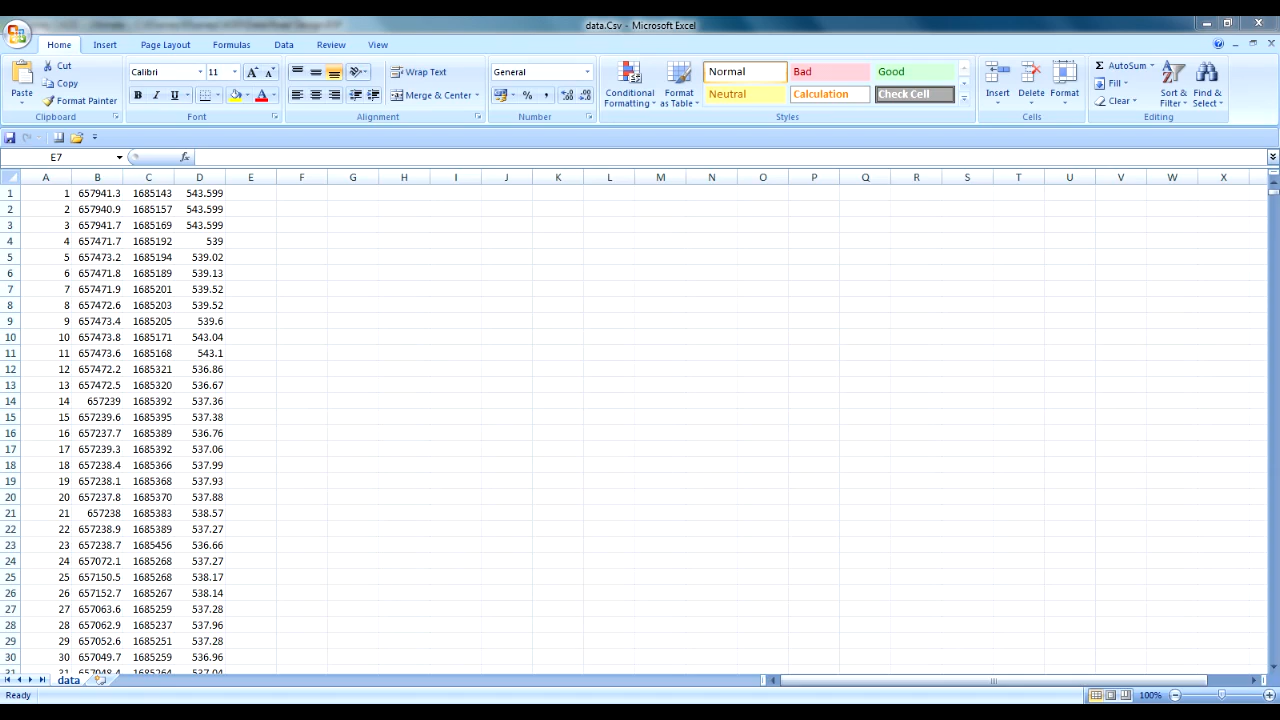 data.Csv - Microsoft Excel
Home Insert Page Layout Formulas Data Review View
Paste Cut Copy Format Painter Clipboard
Calibri 11 B I U Font
Wrap Text Merge & Center Alignment
General % , Number
Conditional Formatting Format as Table Normal Bad Good Neutral Calculation Check Cell Styles
Insert Delete Format Cells
Σ AutoSum Fill Clear Sort & Filter Find & Select Editing
E7 fx
A B C D E F G H I J K L M N O P Q R S T U V W X
1 1 657941.3 1685143 543.599
2 2 657940.9 1685157 543.599
3 3 657941.7 1685169 543.599
4 4 657471.7 1685192 539
5 5 657473.2 1685194 539.02
6 6 657471.8 1685189 539.13
7 7 657471.9 1685201 539.52
8 8 657472.6 1685203 539.52
9 9 657473.4 1685205 539.6
10 10 657473.8 1685171 543.04
11 11 657473.6 1685168 543.1
12 12 657472.2 1685321 536.86
13 13 657472.5 1685320 536.67
14 14 657239 1685392 537.36
15 15 657239.6 1685395 537.38
16 16 657237.7 1685389 536.76
17 17 657239.3 1685392 537.06
18 18 657238.4 1685366 537.99
19 19 657238.1 1685368 537.93
20 20 657237.8 1685370 537.88
21 21 657238 1685383 538.57
22 22 657238.9 1685389 537.27
23 23 657238.7 1685456 536.66
24 24 657072.1 1685268 537.27
25 25 657150.5 1685268 538.17
26 26 657152.7 1685267 538.14
27 27 657063.6 1685259 537.28
28 28 657062.9 1685237 537.96
29 29 657052.6 1685251 537.28
30 30 657049.7 1685259 536.96
31 31 657048.4 1685264 537.04
data
Ready 100%